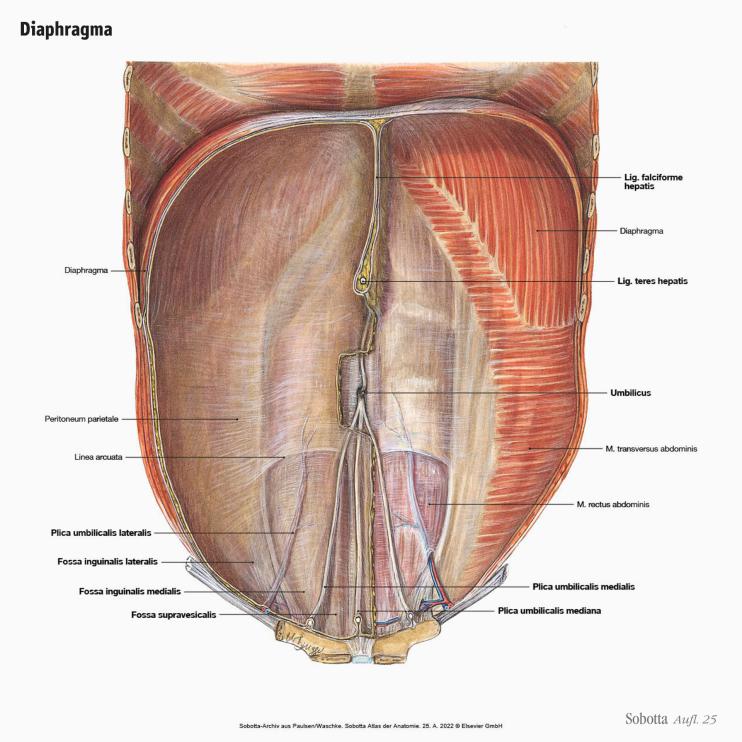 Diaphragma
Lig. falciforme
hepatis
Diaphragma
Diaphragma
Lig. teres hepatis
Umbilicus
Peritoneum parietale
M. transversus abdominis
Linea arcuata
M. rectus abdominis
Plica umbilicalis lateralis
Fossa inguinalis lateralis
Fossa inguinalis medialis
Plica umbilicalis medialis
Fossa supravesicalis
Plica umbilicalis mediana
Sobotta-Archiv aus Paulsen/Waschke. Sobotta Atlas der Anatomie. 25. A. 2022 © Elsevier GmbH
Sobotta Aufl. 25